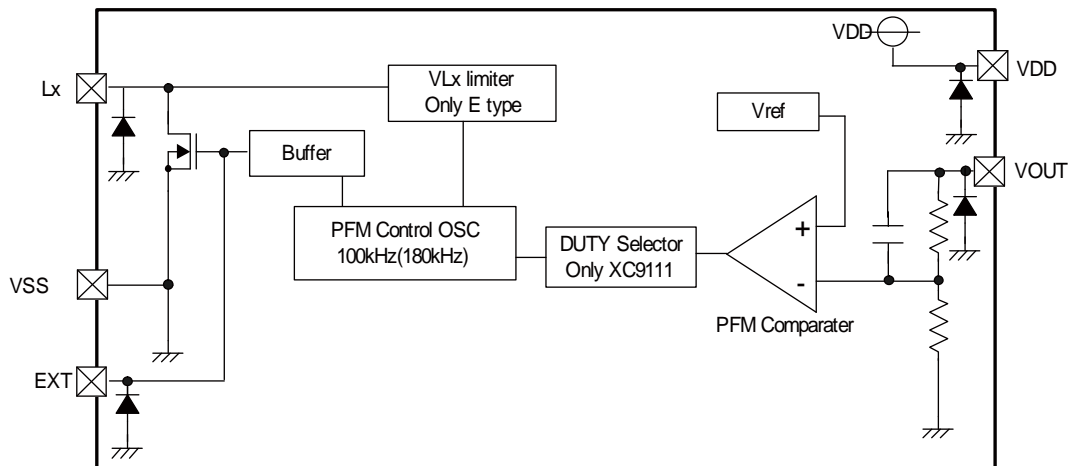 VDD
Lx
VLx limiter
Only E type
VDD
Vref
Buffer
VOUT
PFM Control OSC
100kHz(180kHz)
DUTY Selector
Only XC9111
+
-
VSS
PFM Comparater
EXT